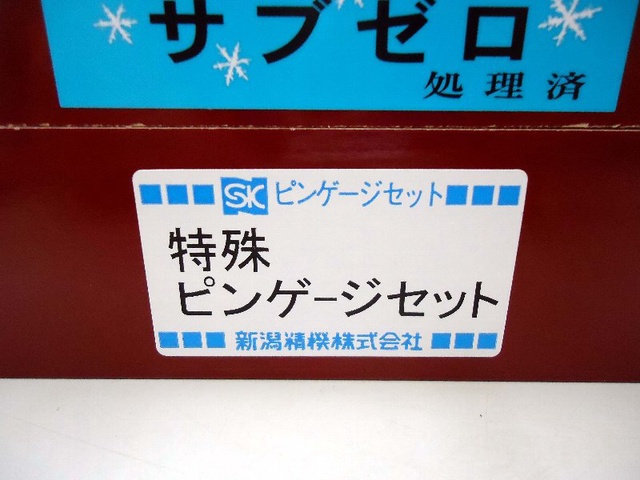 サブゼロ
処理済
SK ピンゲージセット
特殊
ピンゲージセット
新潟精機株式会社